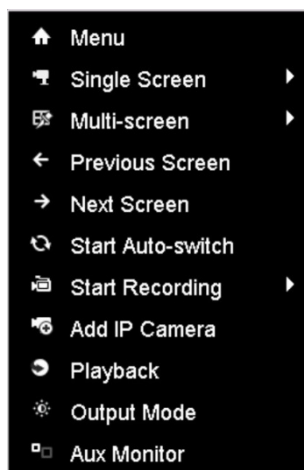 Menu
Single Screen
Multi-screen
Previous Screen
Next Screen
Start Auto-switch
Start Recording
Add IP Camera
Playback
Output Mode
Aux Monitor